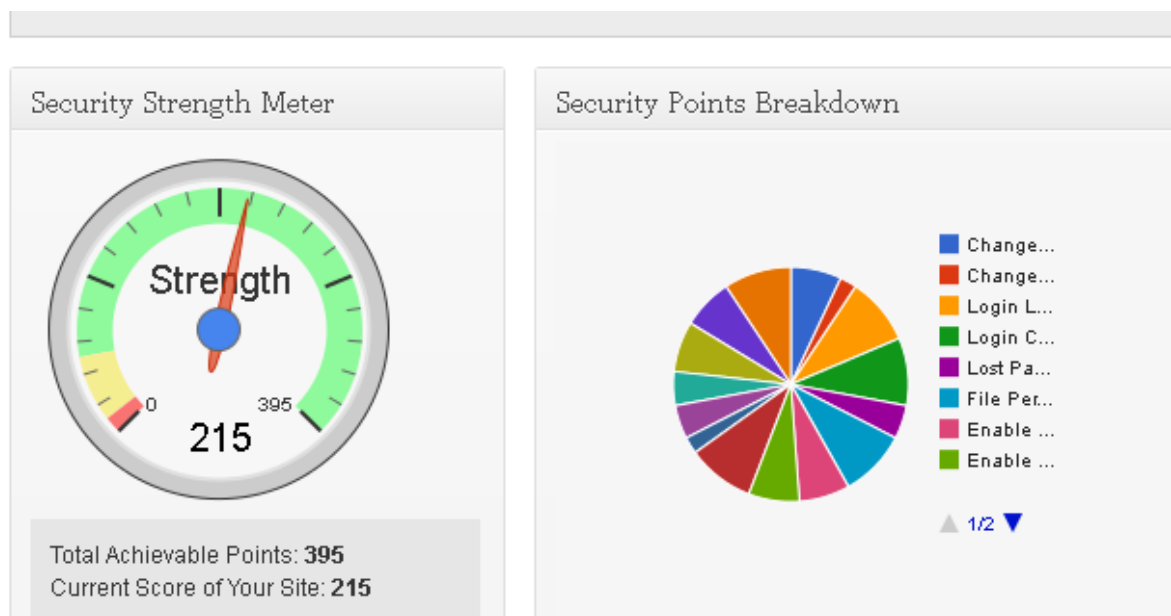 Security Strength Meter
Strength
0
395
215
Total Achievable Points: 395
Current Score of Your Site: 215
Security Points Breakdown
Change...
Change...
Login L...
Login C...
Lost Pa...
File Per...
Enable ...
Enable ...
1/2